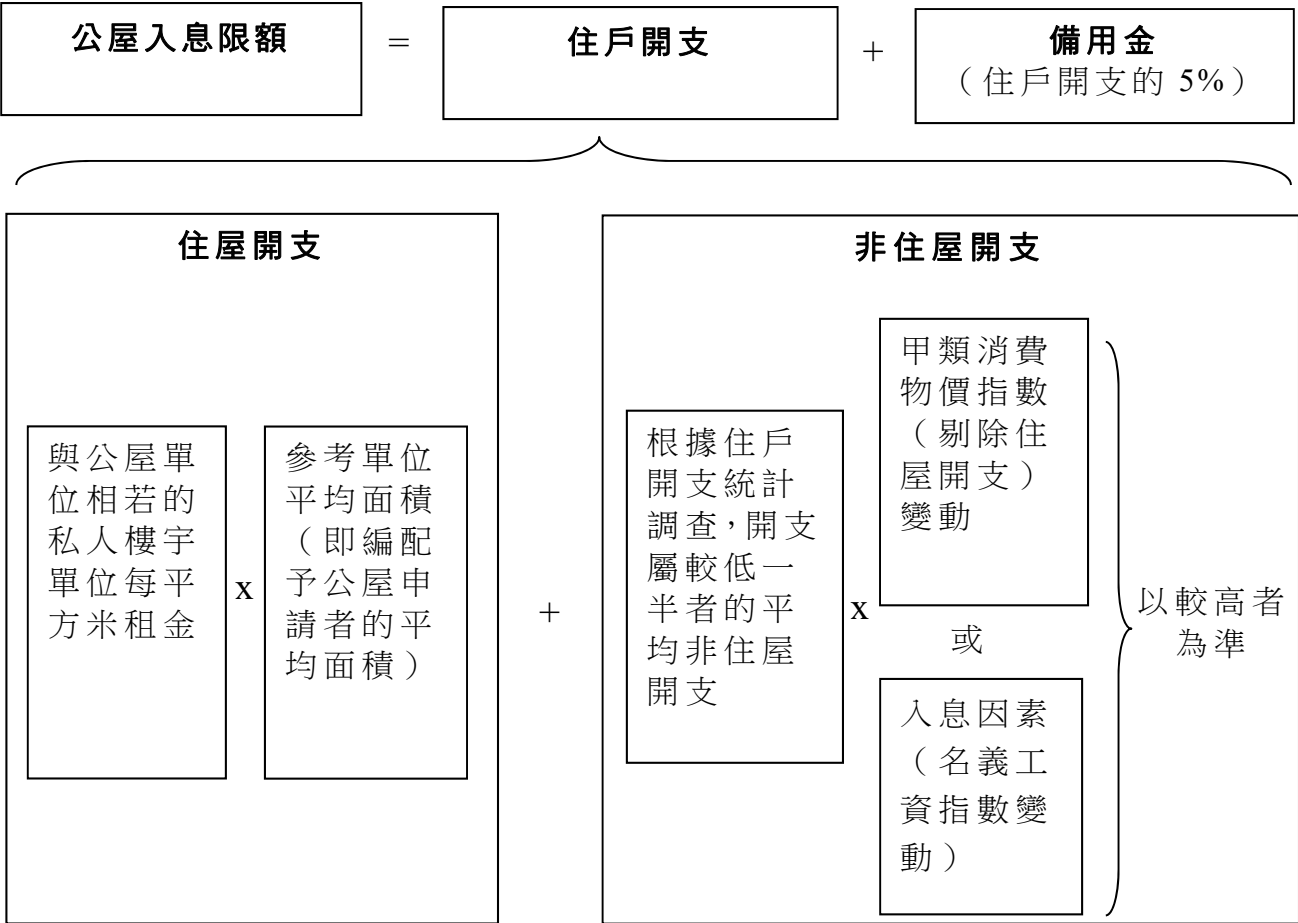 公屋入息限額
=
住戶開支
+
備用金
（住戶開支的 5%）
住屋開支
與公屋單
位相若的
私人樓宇
單位每平
方米租金
x
參考單位
平均面積
（即編配
予公屋申
請者的平
均面積）
+
非住屋開支
根據住戶
開支統計
調查，開支
屬較低一
半者的平
均非住屋
開支
x
甲類消費
物價指數
（剔除住
屋開支）
變動
或
入息因素
（名義工
資指數變
動）
以較高者
為準